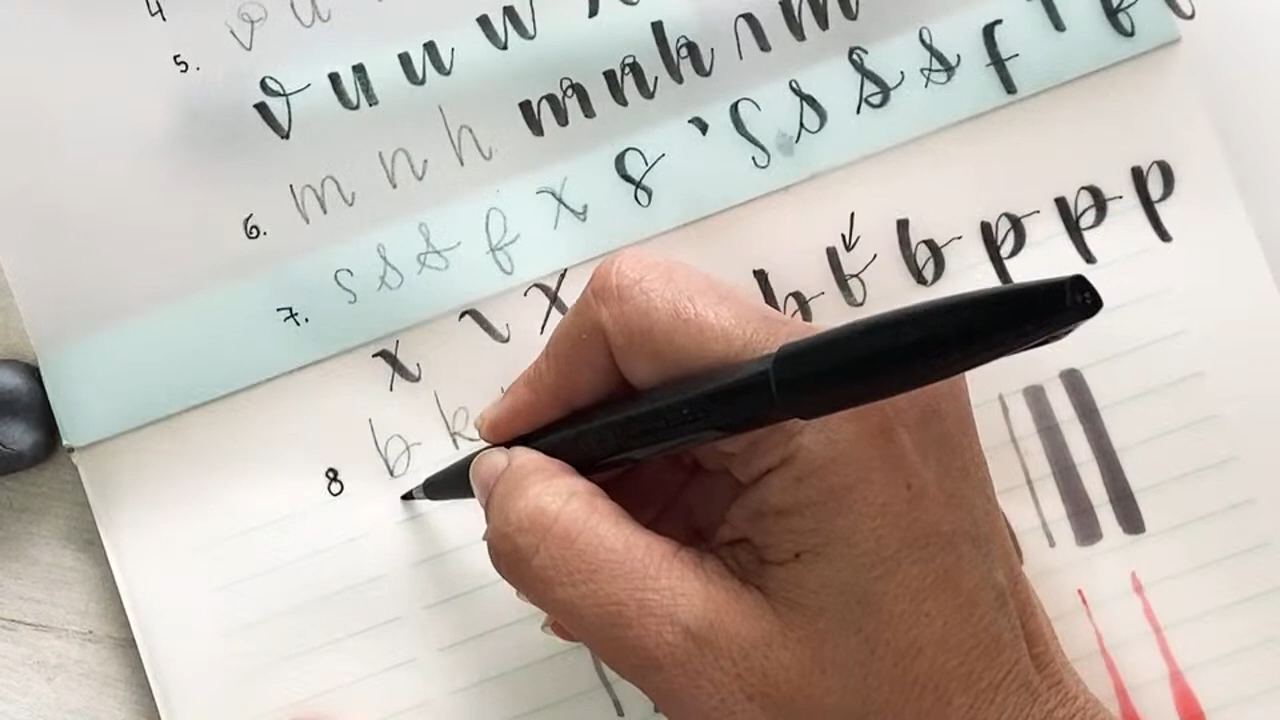 4
5. v u
v u u w
6. m n h m n h n m
7. s s s f x 8 s s s s f
x x b b b p p p
8 b k